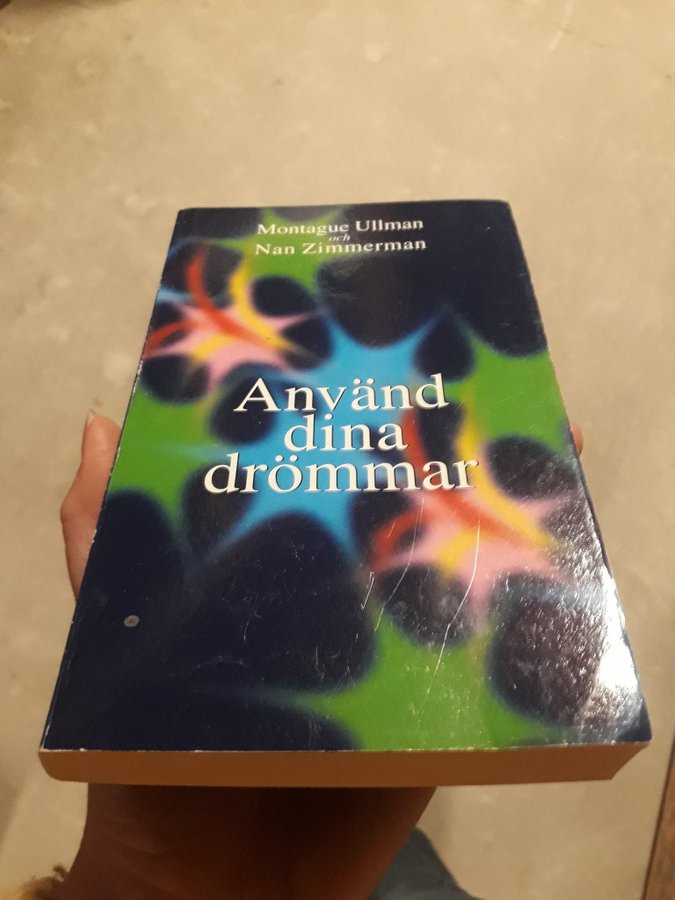 Montague Ullman
och
Nan Zimmerman
Använd
dina
drömmar